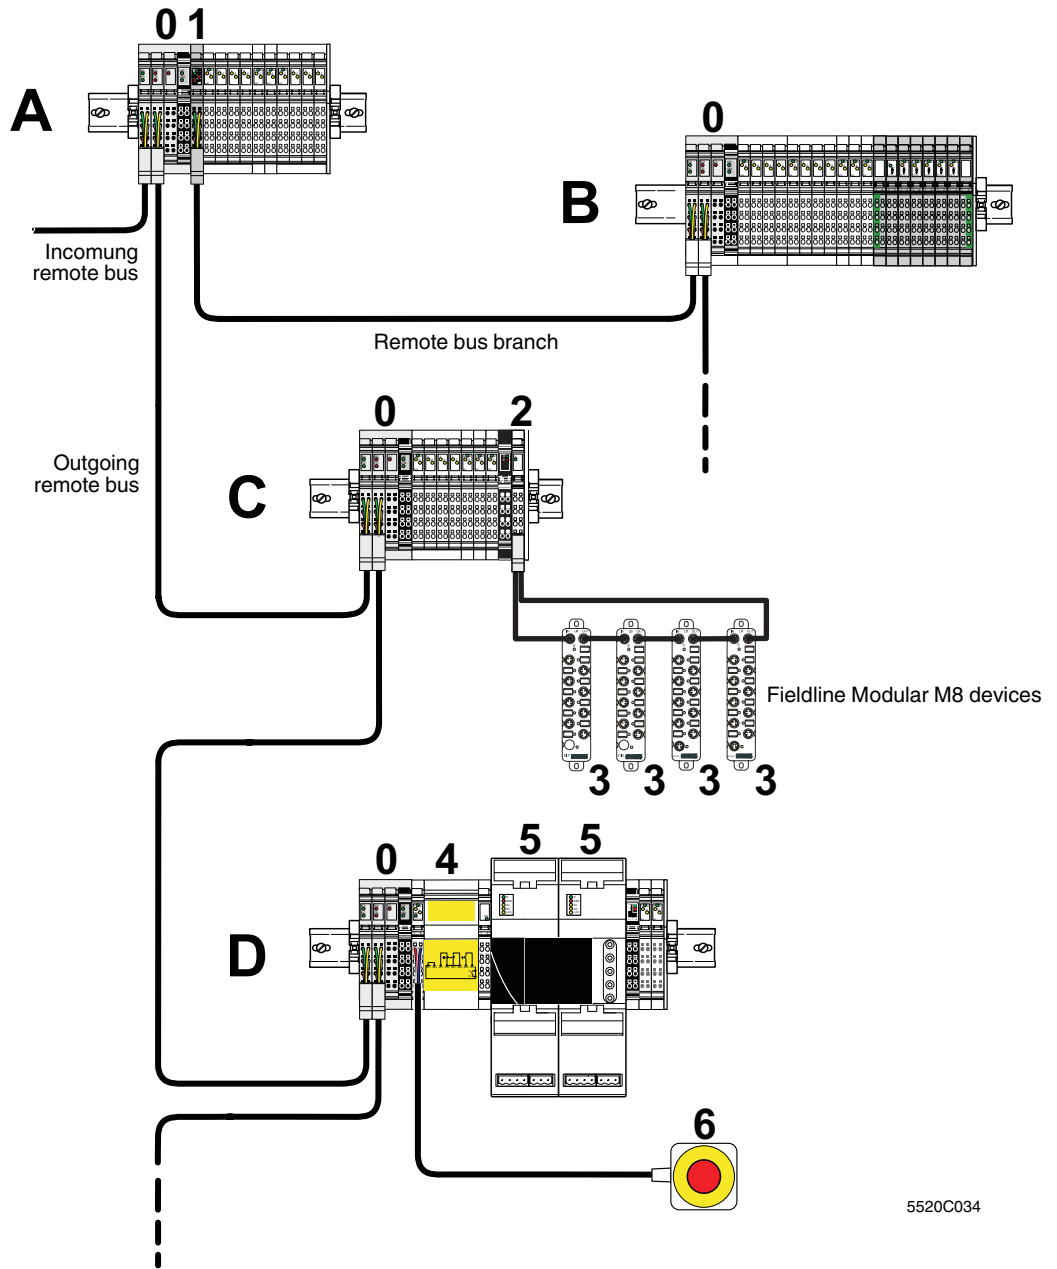 0 1
A
0
B
Incomung
remote bus
Remote bus branch
0 2
Outgoing
remote bus
C
Fieldline Modular M8 devices
3 3 3 3
5 5
0 4
D
6
5520C034